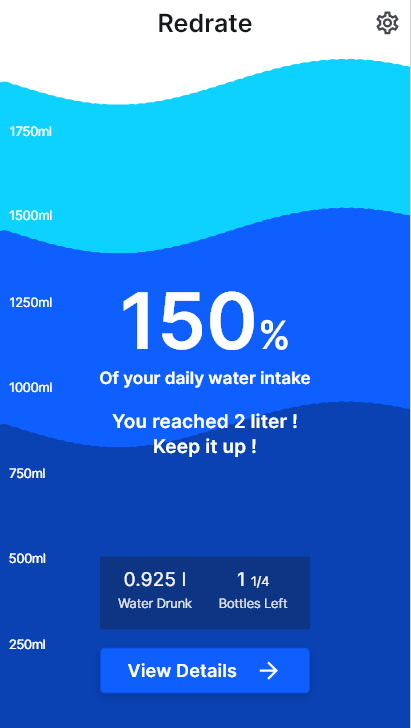 Redrate
1750ml
1500ml
1250ml
150%
1000ml
Of your daily water intake
You reached 2 liter !
Keep it up !
750ml
500ml
0.925 l
1 1/4
Water Drunk
Bottles Left
250ml
View Details